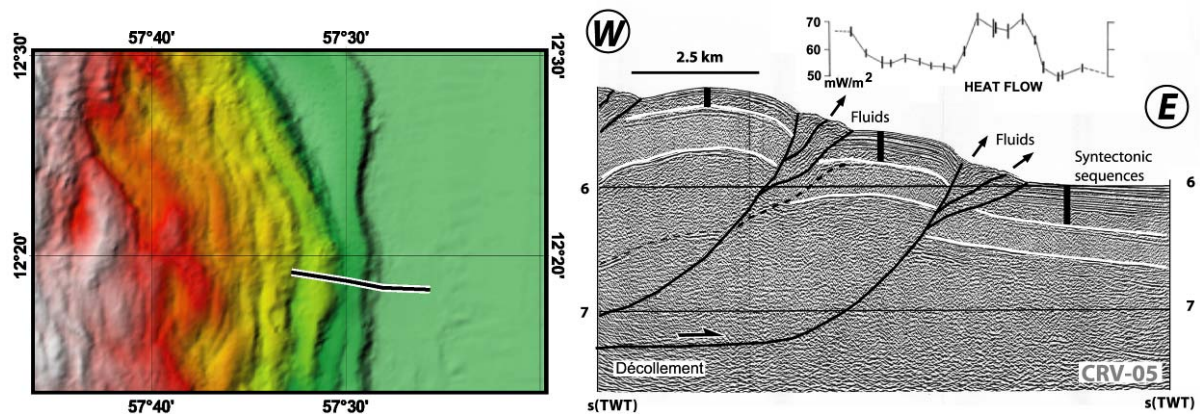 57°40' 57°30'
12°30' 12°30'
12°20' 12°20'
57°40' 57°30'
W
2.5 km
70
60
50
mW/m²
HEAT FLOW
E
Fluids
Fluids
Syntectonic
sequences
6 6
7 7
Décollement
CRV-05
s(TWT) s(TWT)